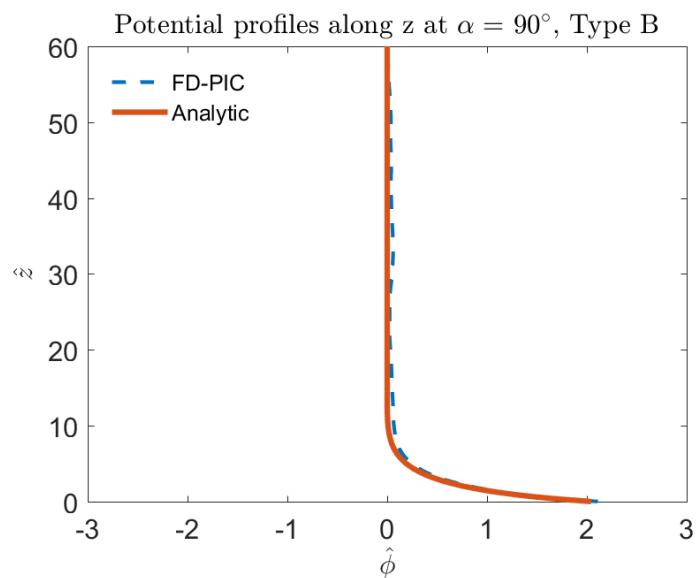 Potential profiles along z at α = 90°, Type B
60
50
40
30
20
10
0
FD-PIC
Analytic
ẑ
-3 -2 -1 0 1 2 3
ϕ̂